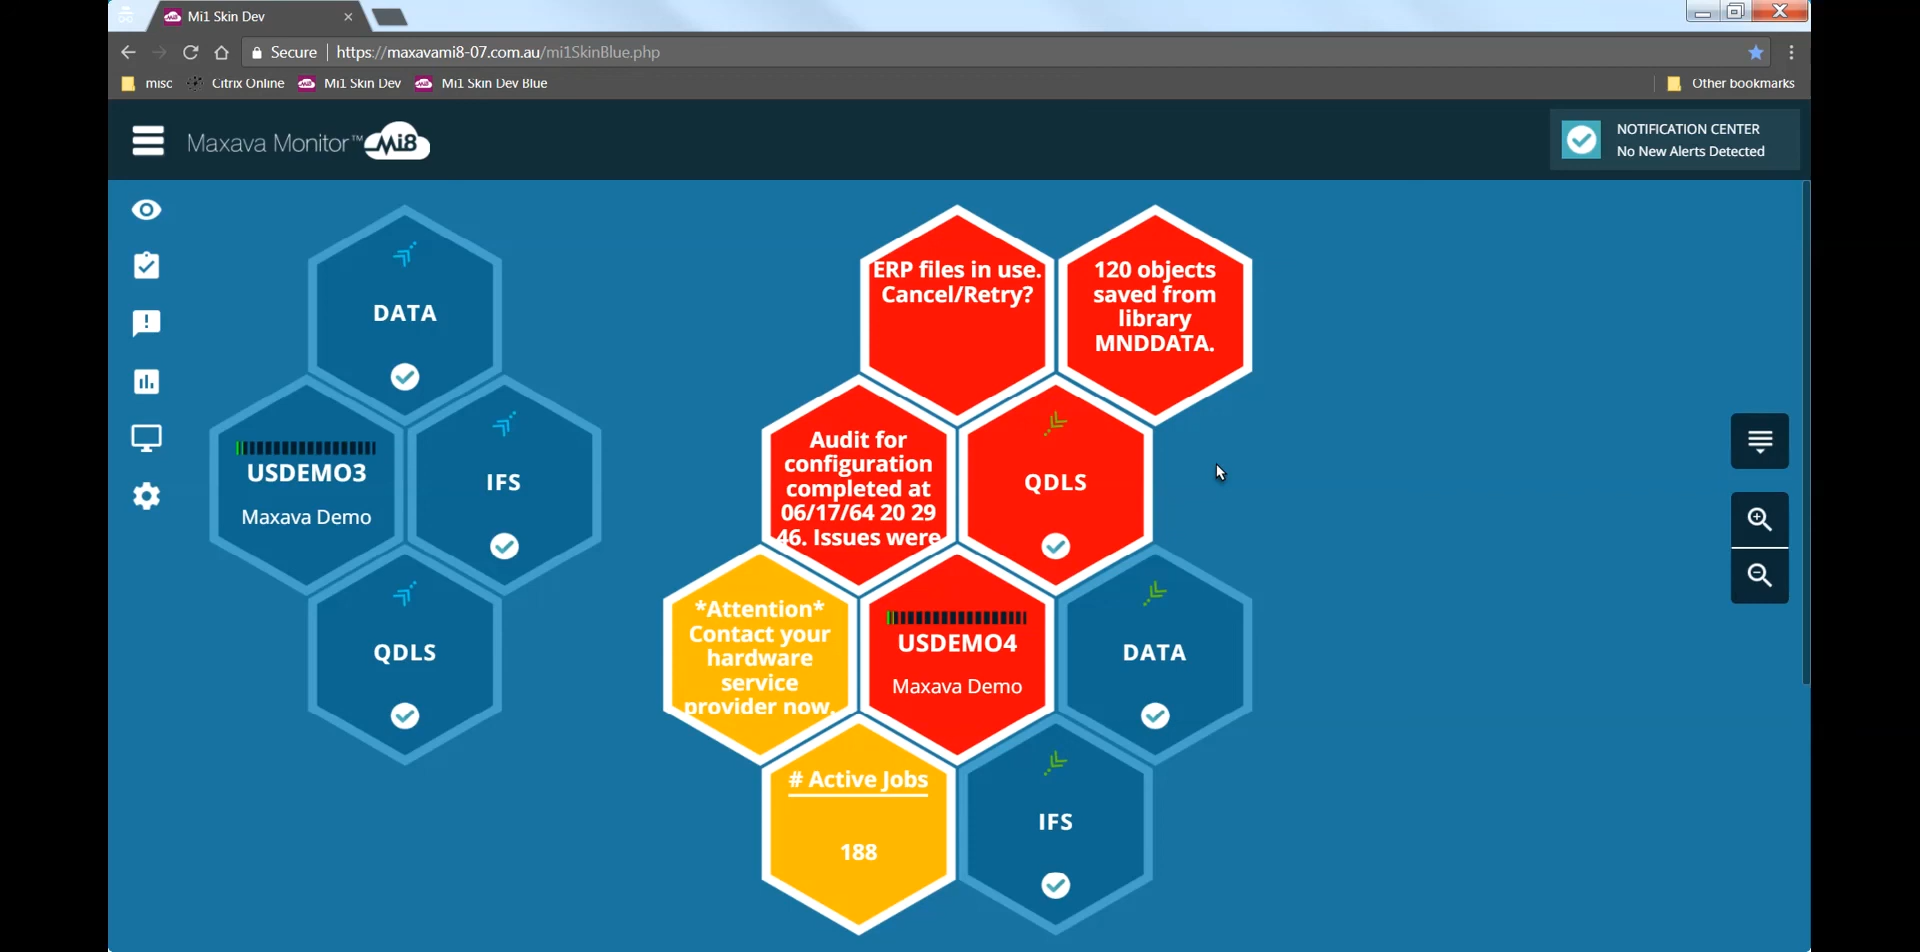 Mi1 Skin Dev
Secure
https://maxavami8-07.com.au/mi1SkinBlue.php
misc
Citrix Online
Mi1 Skin Dev
Mi1 Skin Dev Blue
Other bookmarks
Maxava Monitor™ Mi8
NOTIFICATION CENTER
No New Alerts Detected
DATA
USDEMO3
Maxava Demo
IFS
QDLS
ERP files in use.
Cancel/Retry?
120 objects
saved from
library
MNDDATA.
Audit for
configuration
completed at
06/17/64 20 29
46. Issues were
QDLS
*Attention*
Contact your
hardware
service
provider now.
USDEMO4
Maxava Demo
DATA
# Active Jobs
188
IFS